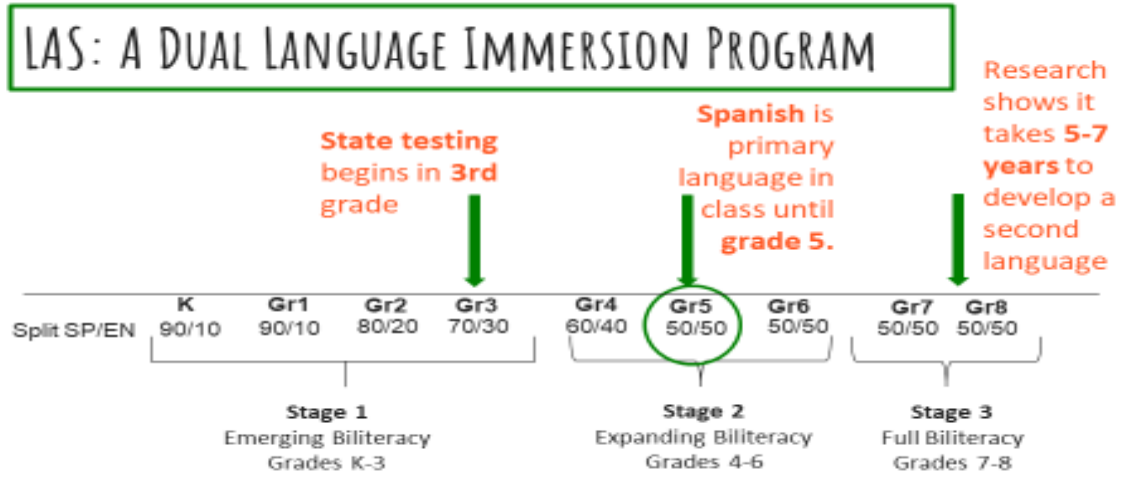 LAS: A DUAL LANGUAGE IMMERSION PROGRAM
State testing
begins in 3rd
grade
Spanish is
primary
language in
class until
grade 5.
Research
shows it
takes 5-7
years to
develop a
second
language
K Gr1 Gr2 Gr3 Gr4 Gr5 Gr6 Gr7 Gr8
Split SP/EN 90/10 90/10 80/20 70/30 60/40 50/50 50/50 50/50 50/50
Stage 1
Emerging Biliteracy
Grades K-3
Stage 2
Expanding Biliteracy
Grades 4-6
Stage 3
Full Biliteracy
Grades 7-8